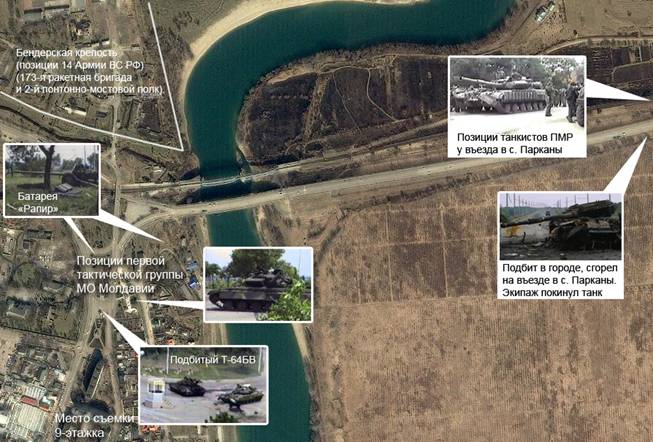 Бендерская крепость
(позиции 14 Армии ВС РФ)
(173-я ракетная бригада
и 2-й понтонно-мостовой полк).
Позиции танкистов ПМР
у въезда в с. Парканы
Батарея
«Рапир»
Позиции первой
тактической группы
МО Молдавии
Подбит в городе, сгорел
на въезде в с. Парканы.
Экипаж покинул танк
Подбитый Т-64БВ
Место съемки
9-этажка